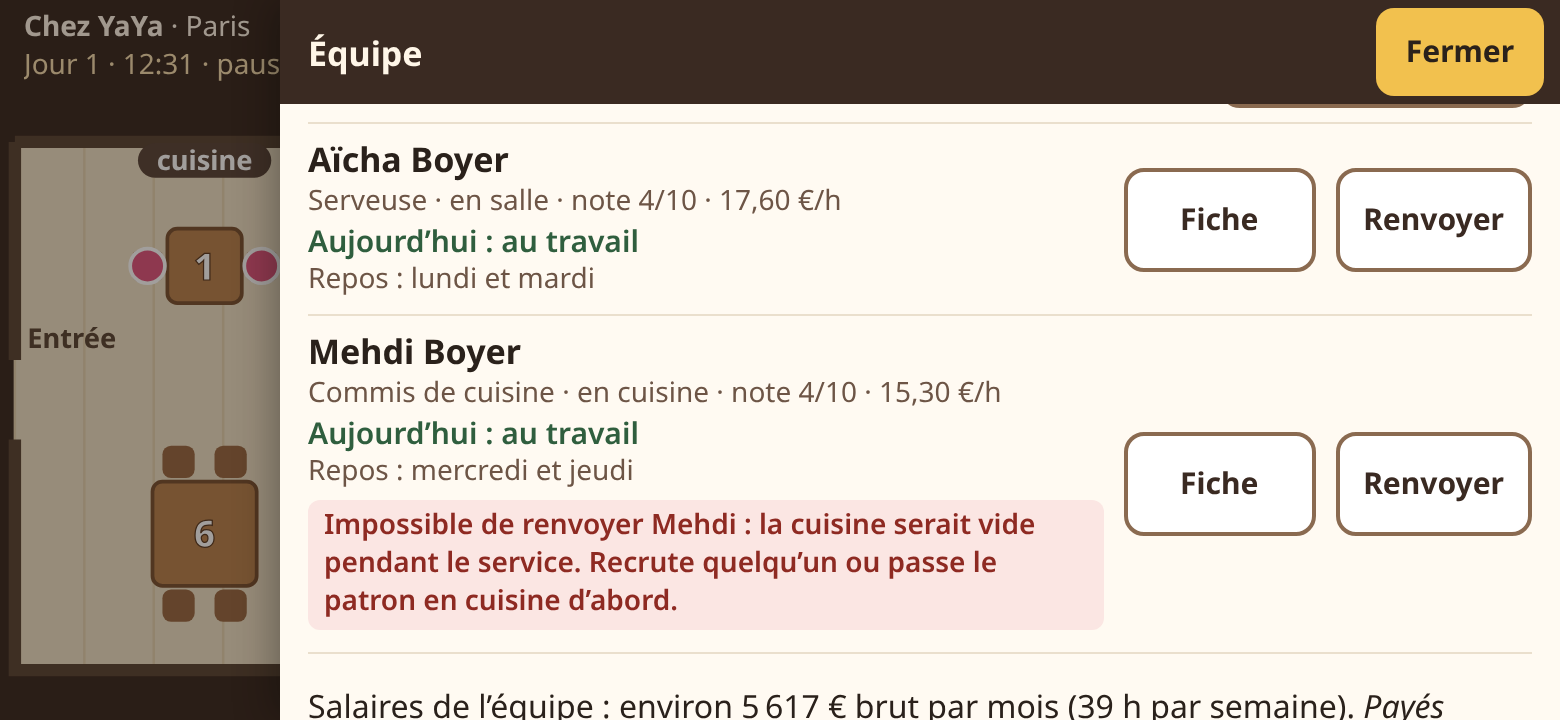 Chez YaYa · Paris
Jour 1 · 12:31 · paus
Équipe
Fermer
cuisine
1
Entrée
6
Aïcha Boyer
Serveuse · en salle · note 4/10 · 17,60 €/h
Aujourd’hui : au travail
Repos : lundi et mardi
Fiche
Renvoyer
Mehdi Boyer
Commis de cuisine · en cuisine · note 4/10 · 15,30 €/h
Aujourd’hui : au travail
Repos : mercredi et jeudi
Impossible de renvoyer Mehdi : la cuisine serait vide
pendant le service. Recrute quelqu’un ou passe le
patron en cuisine d’abord.
Fiche
Renvoyer
Salaires de l’équipe : environ 5 617 € brut par mois (39 h par semaine). Payés